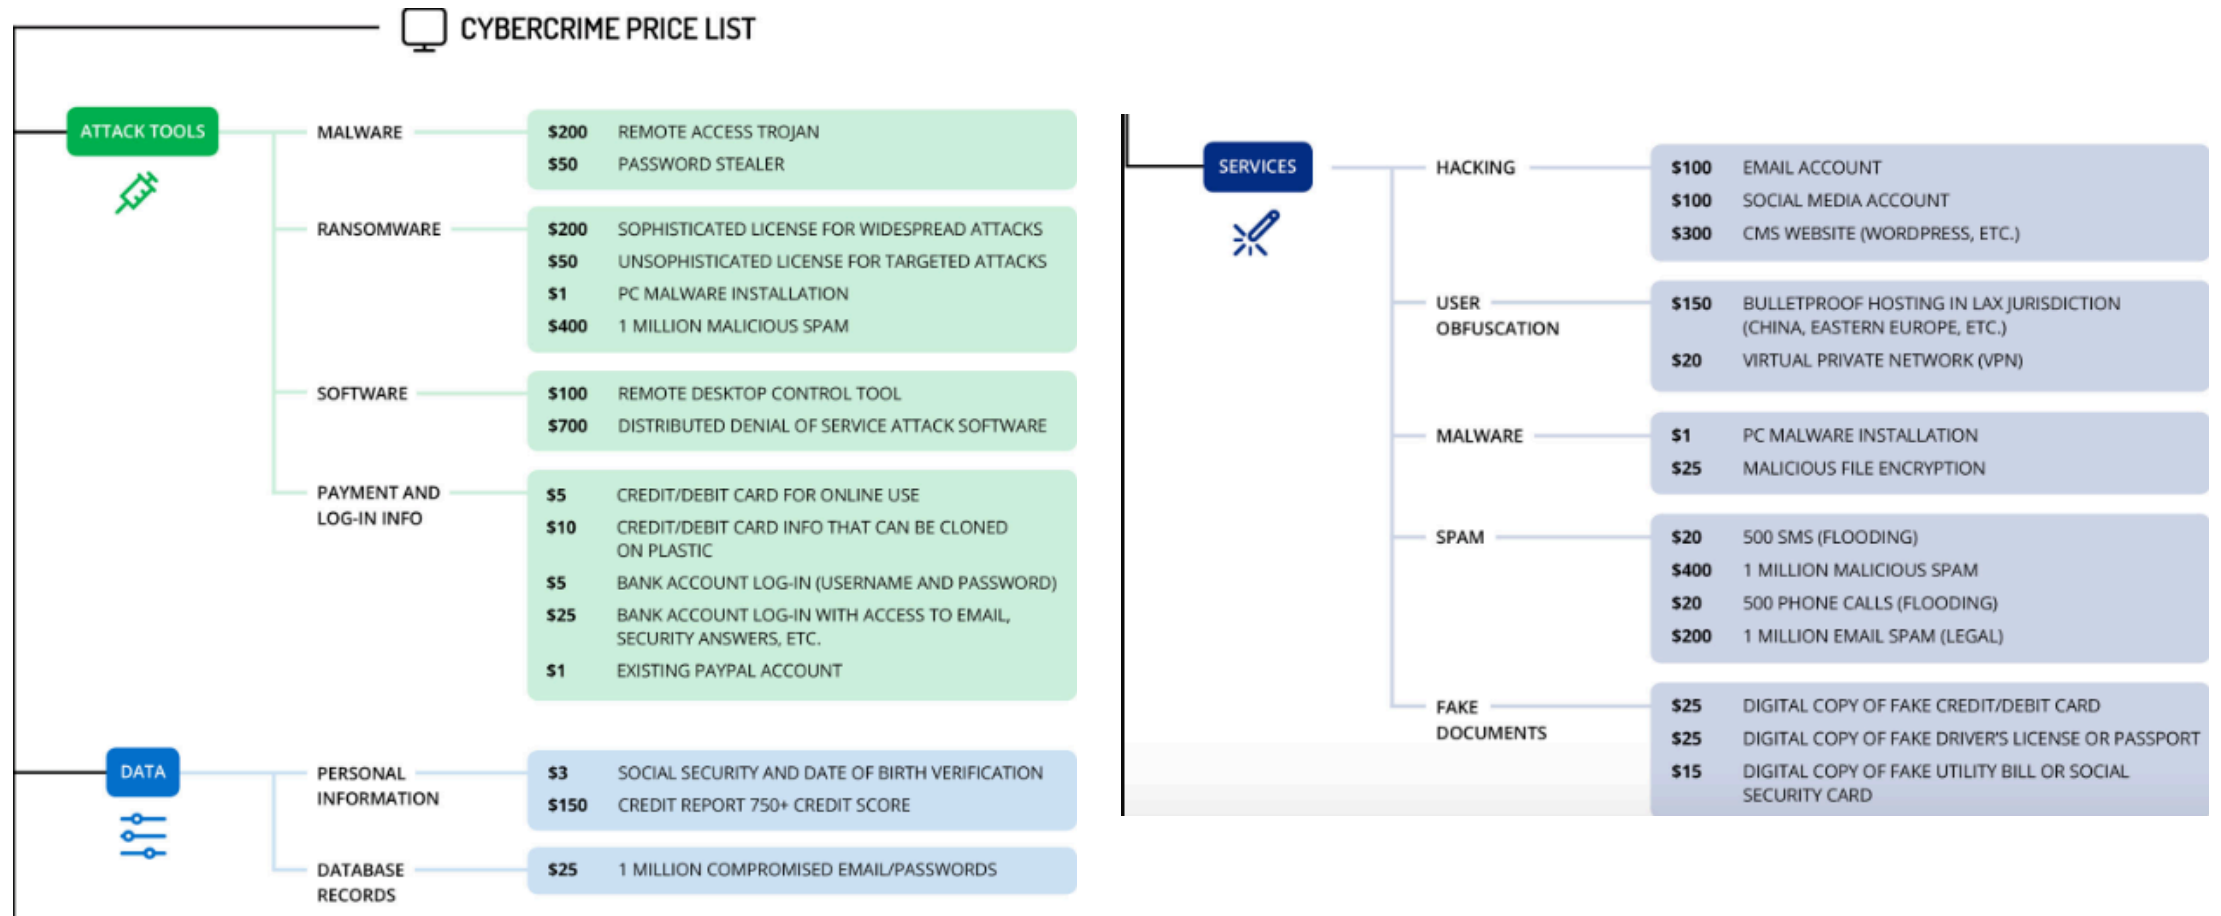 CYBERCRIME PRICE LIST
ATTACK TOOLS
MALWARE
$200 REMOTE ACCESS TROJAN
$50 PASSWORD STEALER
RANSOMWARE
$200 SOPHISTICATED LICENSE FOR WIDESPREAD ATTACKS
$50 UNSOPHISTICATED LICENSE FOR TARGETED ATTACKS
$1 PC MALWARE INSTALLATION
$400 1 MILLION MALICIOUS SPAM
SOFTWARE
$100 REMOTE DESKTOP CONTROL TOOL
$700 DISTRIBUTED DENIAL OF SERVICE ATTACK SOFTWARE
PAYMENT AND
LOG-IN INFO
$5 CREDIT/DEBIT CARD FOR ONLINE USE
$10 CREDIT/DEBIT CARD INFO THAT CAN BE CLONED
ON PLASTIC
$5 BANK ACCOUNT LOG-IN (USERNAME AND PASSWORD)
$25 BANK ACCOUNT LOG-IN WITH ACCESS TO EMAIL,
SECURITY ANSWERS, ETC.
$1 EXISTING PAYPAL ACCOUNT
DATA
PERSONAL
INFORMATION
$3 SOCIAL SECURITY AND DATE OF BIRTH VERIFICATION
$150 CREDIT REPORT 750+ CREDIT SCORE
DATABASE
RECORDS
$25 1 MILLION COMPROMISED EMAIL/PASSWORDS
SERVICES
HACKING
$100 EMAIL ACCOUNT
$100 SOCIAL MEDIA ACCOUNT
$300 CMS WEBSITE (WORDPRESS, ETC.)
USER
OBFUSCATION
$150 BULLETPROOF HOSTING IN LAX JURISDICTION
(CHINA, EASTERN EUROPE, ETC.)
$20 VIRTUAL PRIVATE NETWORK (VPN)
MALWARE
$1 PC MALWARE INSTALLATION
$25 MALICIOUS FILE ENCRYPTION
SPAM
$20 500 SMS (FLOODING)
$400 1 MILLION MALICIOUS SPAM
$20 500 PHONE CALLS (FLOODING)
$200 1 MILLION EMAIL SPAM (LEGAL)
FAKE
DOCUMENTS
$25 DIGITAL COPY OF FAKE CREDIT/DEBIT CARD
$25 DIGITAL COPY OF FAKE DRIVER'S LICENSE OR PASSPORT
$15 DIGITAL COPY OF FAKE UTILITY BILL OR SOCIAL
SECURITY CARD